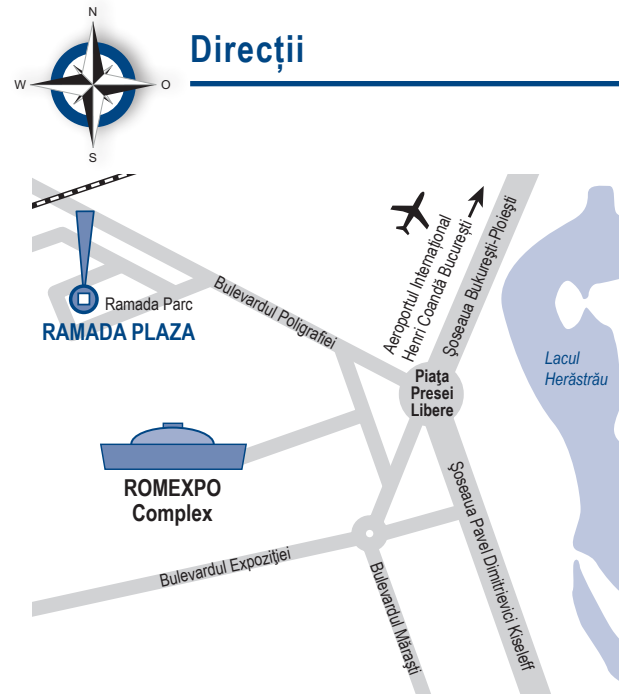 N
Direcții
W
O
S
Aeroportul Internațional
Henri Coandă București
Șoseaua Bukurești-Ploiești
Ramada Parc
RAMADA PLAZA
Bulevardul Poligrafiei
Lacul
Herăstrău
Piața
Presei
Libere
ROMEXPO
Complex
Șoseaua Pavel Dimitrievici Kiseleff
Bulevardul Expoziției
Bulevardul Mărăști